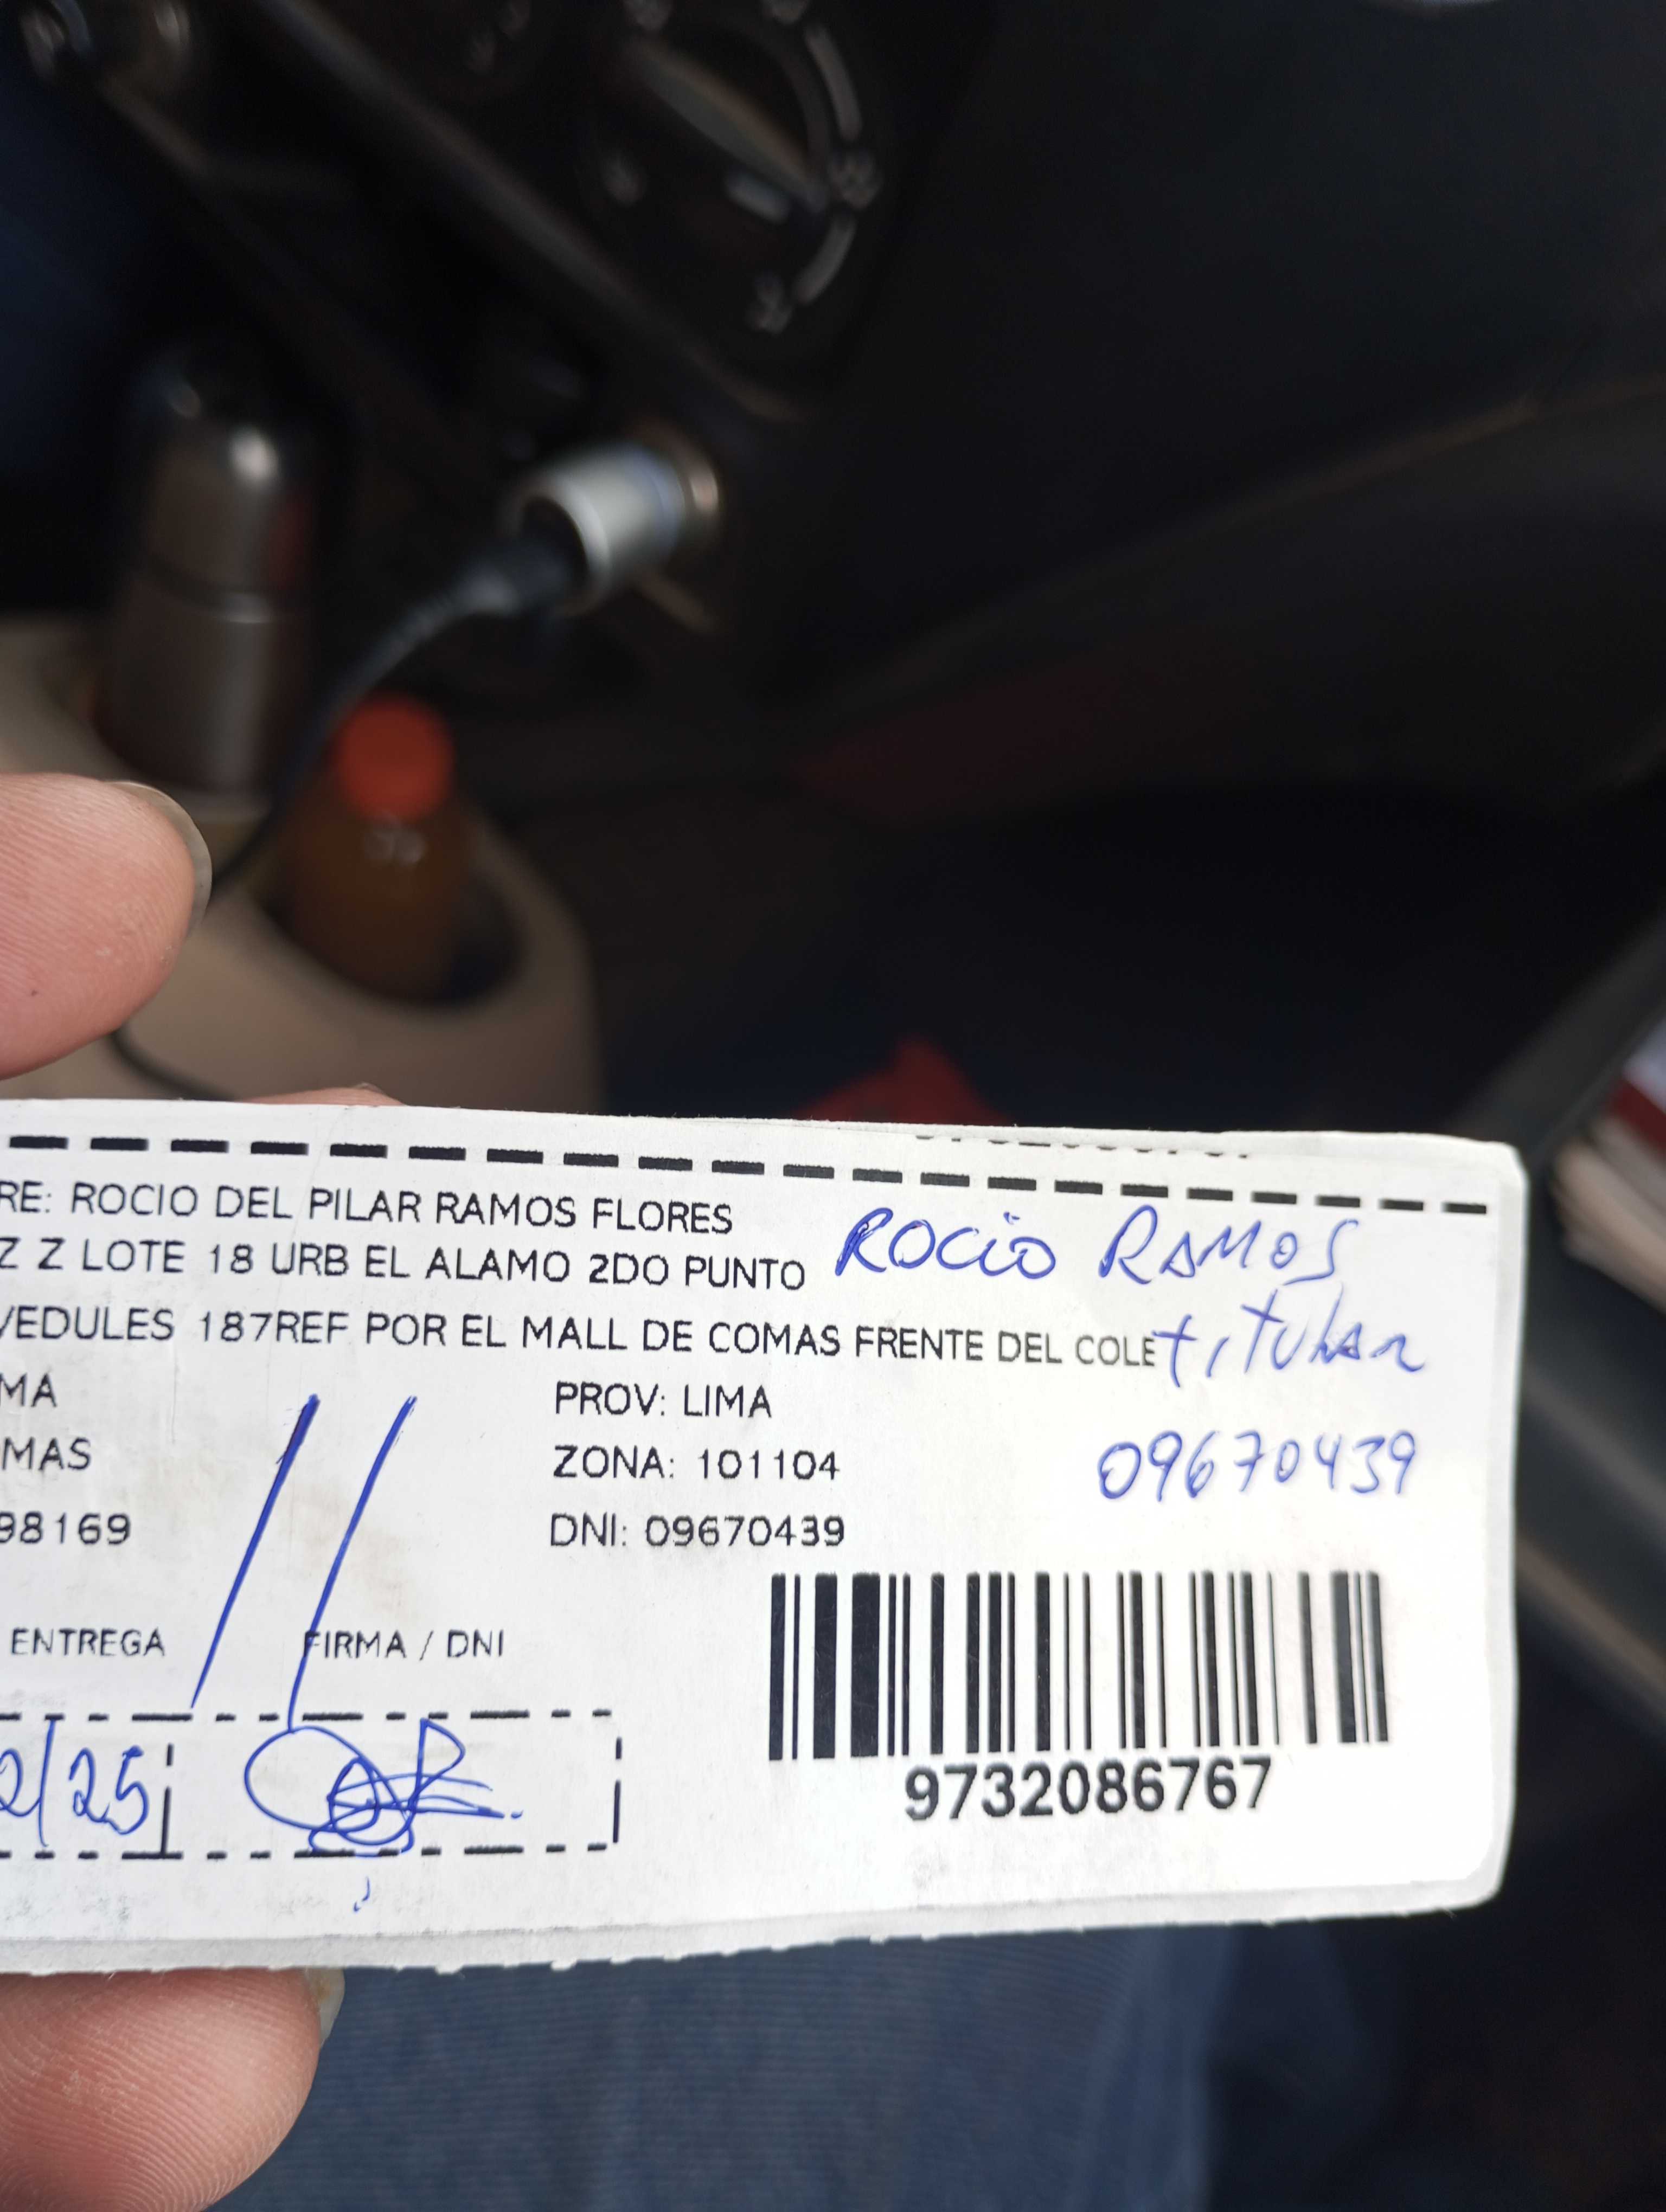 RE: ROCIO DEL PILAR RAMOS FLORES
ROCIO RAMOS
Z Z LOTE 18 URB EL ALAMO 2DO PUNTO
VEDULES 187REF POR EL MALL DE COMAS FRENTE DEL COLE
titular
MA
PROV: LIMA
MAS
ZONA: 101104
09670439
98169
DNI: 09670439
ENTREGA
FIRMA / DNI
2/25
9732086767